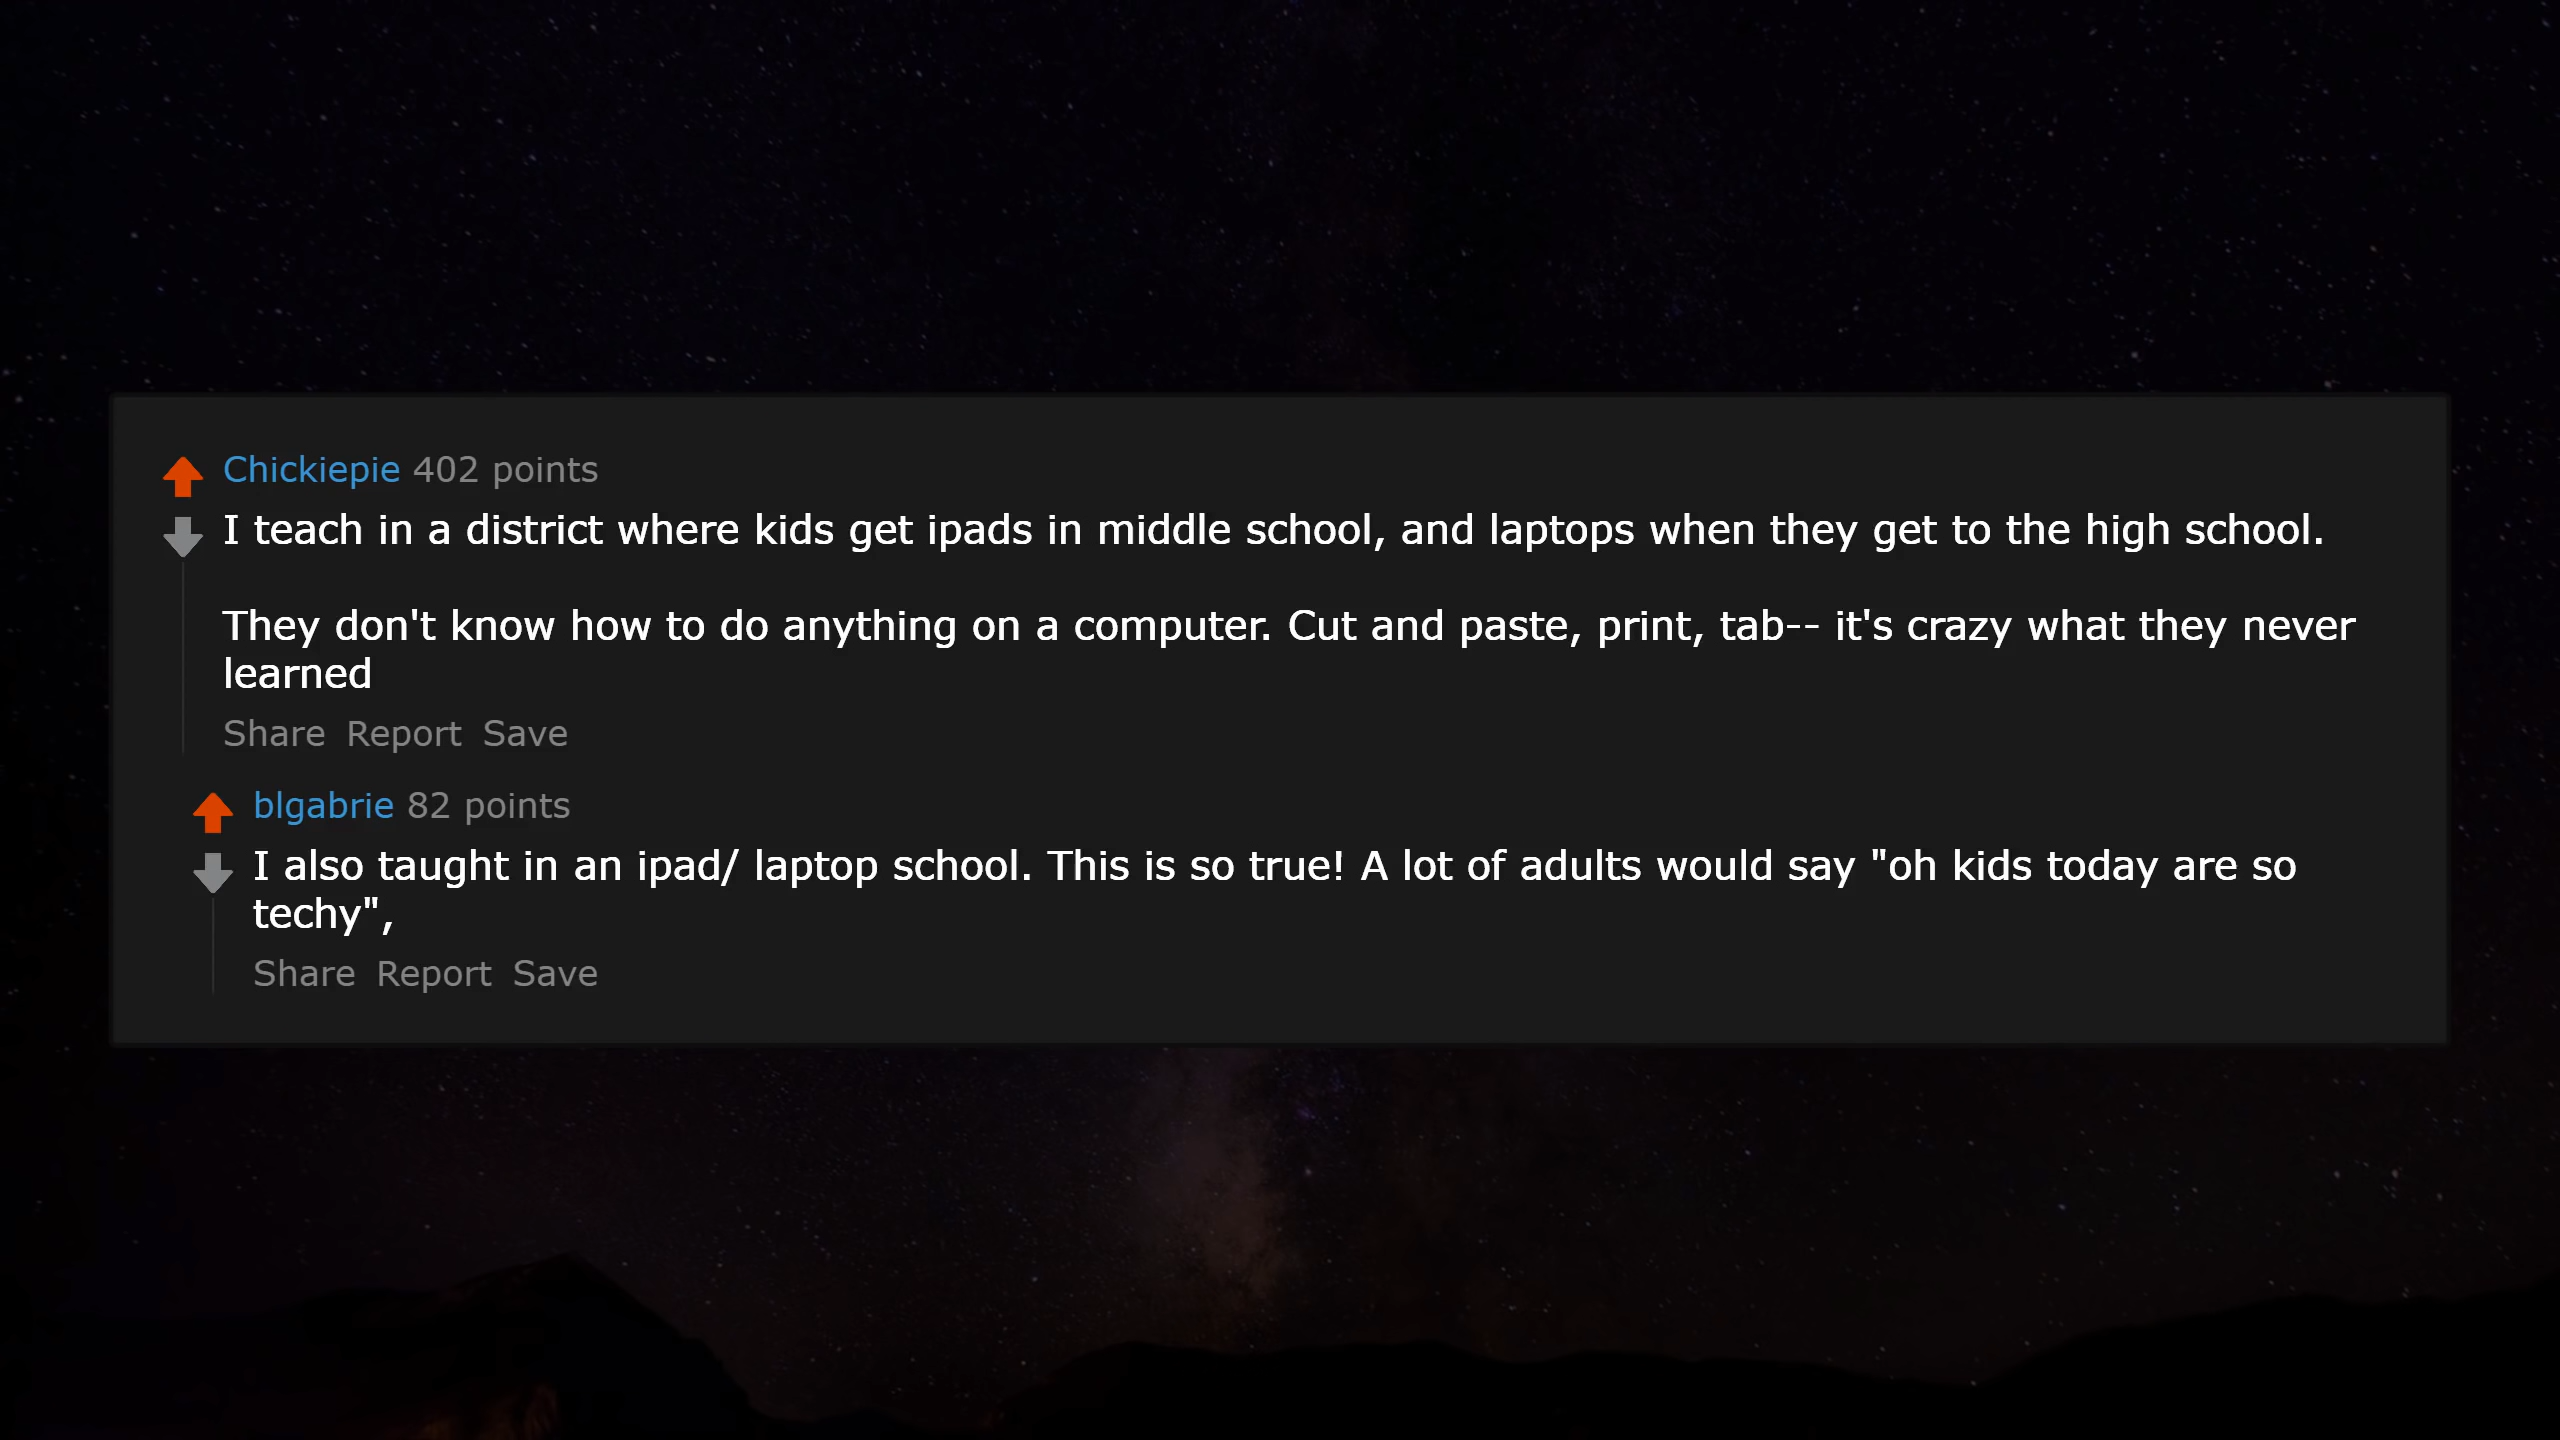 Chickiepie 402 points
I teach in a district where kids get ipads in middle school, and laptops when they get to the high school.
They don't know how to do anything on a computer. Cut and paste, print, tab-- it's crazy what they never
learned
Share Report Save
blgabrie 82 points
I also taught in an ipad/ laptop school. This is so true! A lot of adults would say "oh kids today are so
techy",
Share Report Save